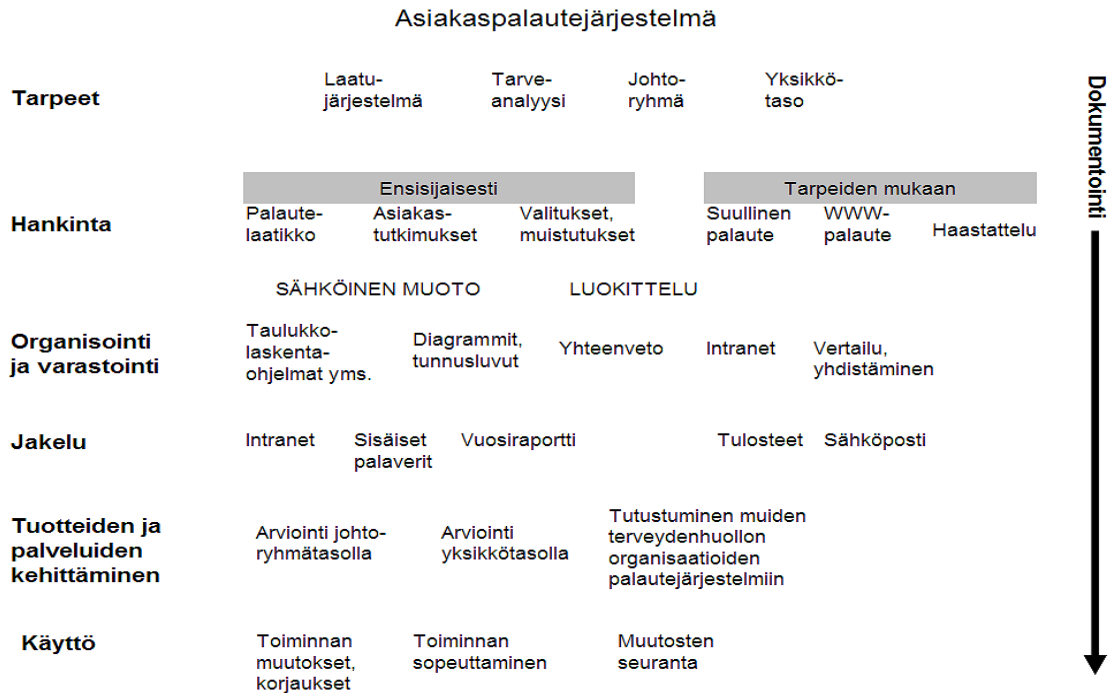 Asiakaspalautejärjestelmä
Tarpeet
Laatu-
järjestelmä
Tarve-
analyysi
Johto-
ryhmä
Yksikkö-
taso
Dokumentointi
Ensisijaisesti
Tarpeiden mukaan
Hankinta
Palaute-
laatikko
Asiakas-
tutkimukset
Valitukset,
muistutukset
Suullinen
palaute
WWW-
palaute
Haastattelu
SÄHKÖINEN MUOTO
LUOKITTELU
Organisointi
ja varastointi
Taulukko-
laskenta-
ohjelmat yms.
Diagrammit,
tunnusluvut
Yhteenveto
Intranet
Vertailu,
yhdistäminen
Jakelu
Intranet
Sisäiset
palaverit
Vuosiraportti
Tulosteet
Sähköposti
Tuotteiden ja
palveluiden
kehittäminen
Arviointi johto-
ryhmätasolla
Arviointi
yksikkötasolla
Tutustuminen muiden
terveydenhuollon
organisaatioiden
palautejärjestelmiin
Käyttö
Toiminnan
muutokset,
korjaukset
Toiminnan
sopeuttaminen
Muutosten
seuranta